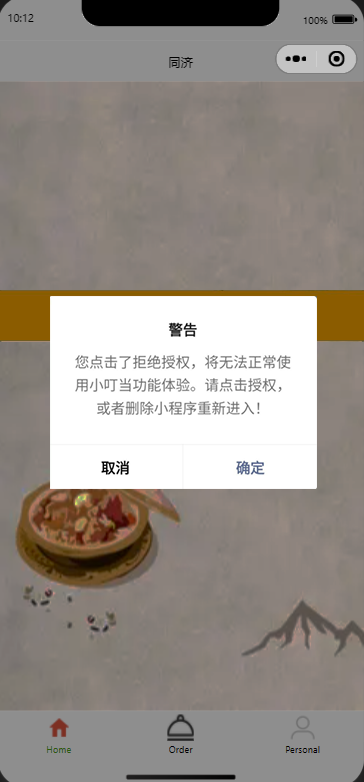 10:12
100%
同济
警告
您点击了拒绝授权，将无法正常使
用小叮当功能体验。请点击授权，
或者删除小程序重新进入！
取消
确定
Home
Order
Personal